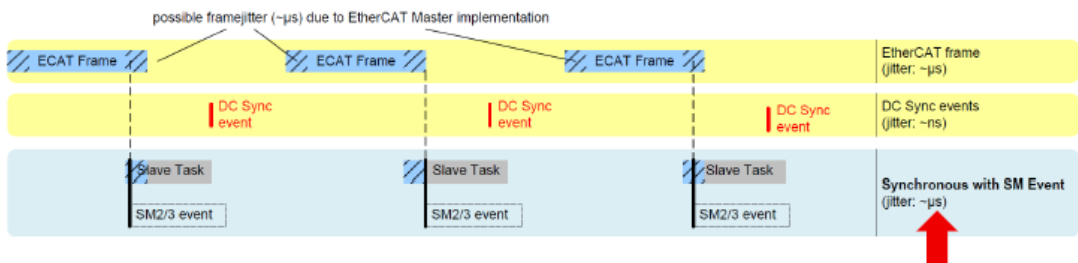 possible framejitter (~µs) due to EtherCAT Master implementation
ECAT Frame
ECAT Frame
ECAT Frame
EtherCAT frame
(jitter: ~µs)
DC Sync
event
DC Sync
event
DC Sync
event
DC Sync events
(jitter: ~ns)
Slave Task
Slave Task
Slave Task
SM2/3 event
SM2/3 event
SM2/3 event
Synchronous with SM Event
(jitter: ~µs)